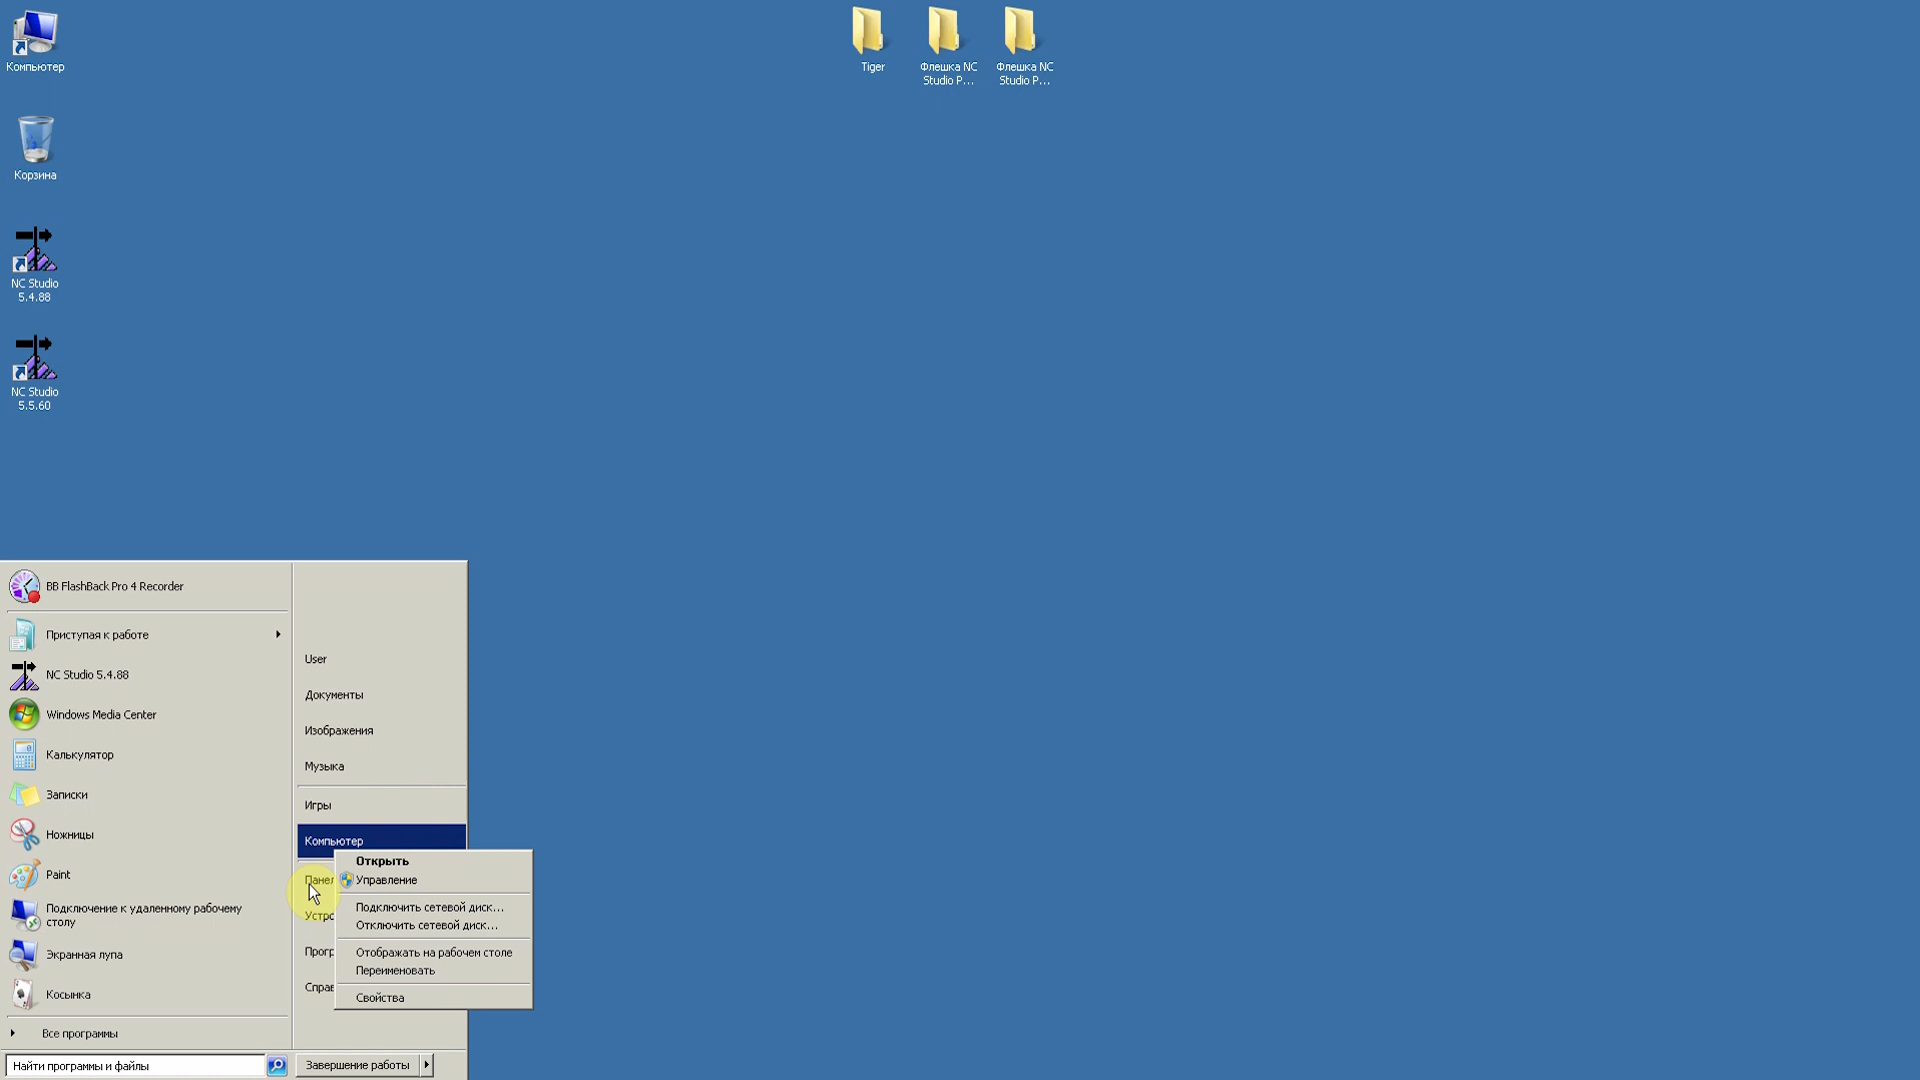 Компьютер
Корзина
NC Studio
5.4.88
NC Studio
5.5.60
Tiger
Флешка NC
Studio P...
Флешка NC
Studio P...
BB FlashBack Pro 4 Recorder
Приступая к работе
NC Studio 5.4.88
Windows Media Center
Калькулятор
Записки
Ножницы
Paint
Подключение к удаленному рабочему
столу
Экранная лупа
Косынка
Все программы
Найти программы и файлы
User
Документы
Изображения
Музыка
Игры
Компьютер
Панел
Устро
Прогр
Справ
Завершение работы
Открыть
Управление
Подключить сетевой диск...
Отключить сетевой диск...
Отображать на рабочем столе
Переименовать
Свойства